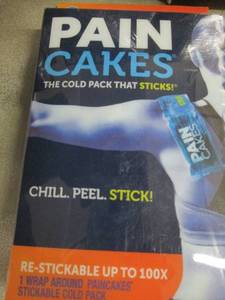 PAIN
CAKES
THE COLD PACK THAT STICKS!
PAIN
CAKES
CHILL. PEEL. STICK!
RE-STICKABLE UP TO 100X
1 WRAP AROUND PAINCAKES
STICKABLE COLD PACK